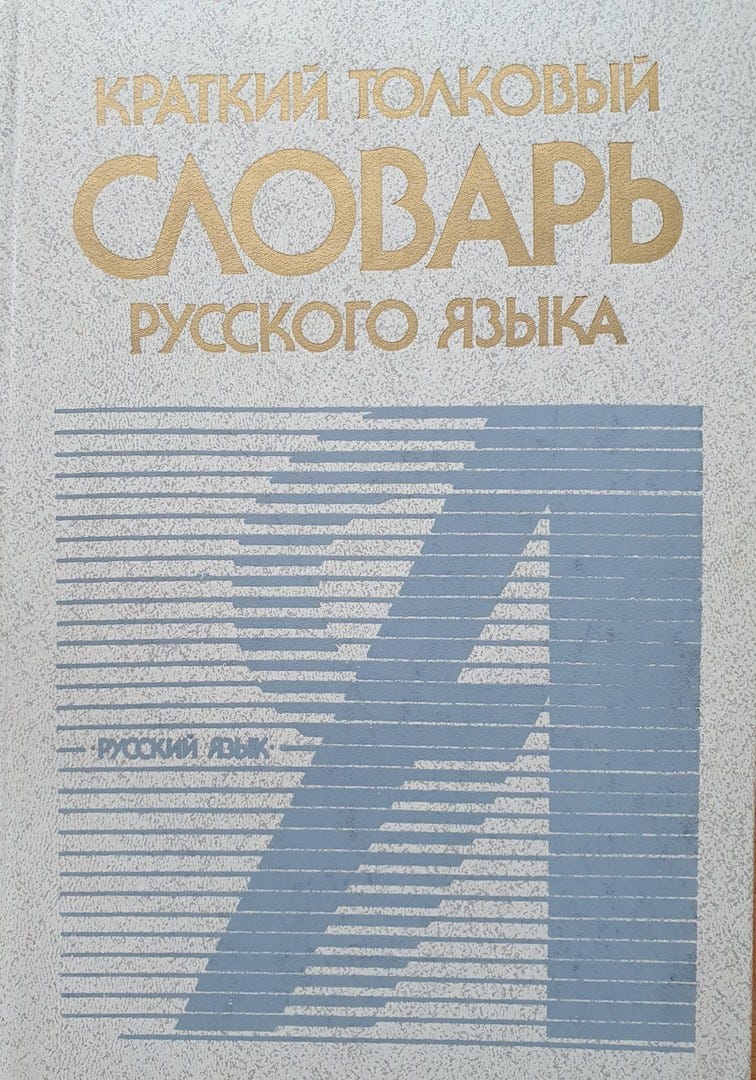 КРАТКИЙ ТОЛКОВЫЙ
СЛОВАРЬ
РУССКОГО ЯЗЫКА
·РУССКИЙ ЯЗЫК·